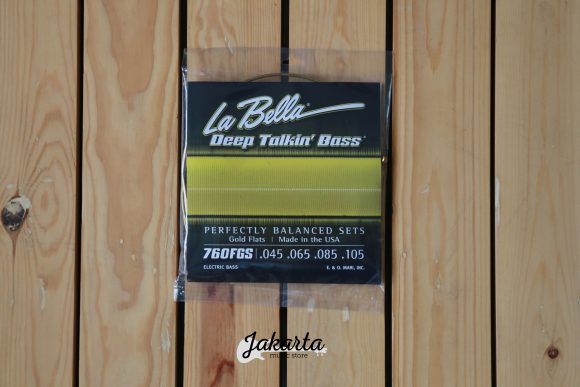 La Bella®
Deep Talkin' Bass®
PERFECTLY BALANCED SETS
Gold Flats | Made in the USA
760FGS | .045 .065 .085 .105
ELECTRIC BASS E. & O. MARI, INC.
Jakarta
music store